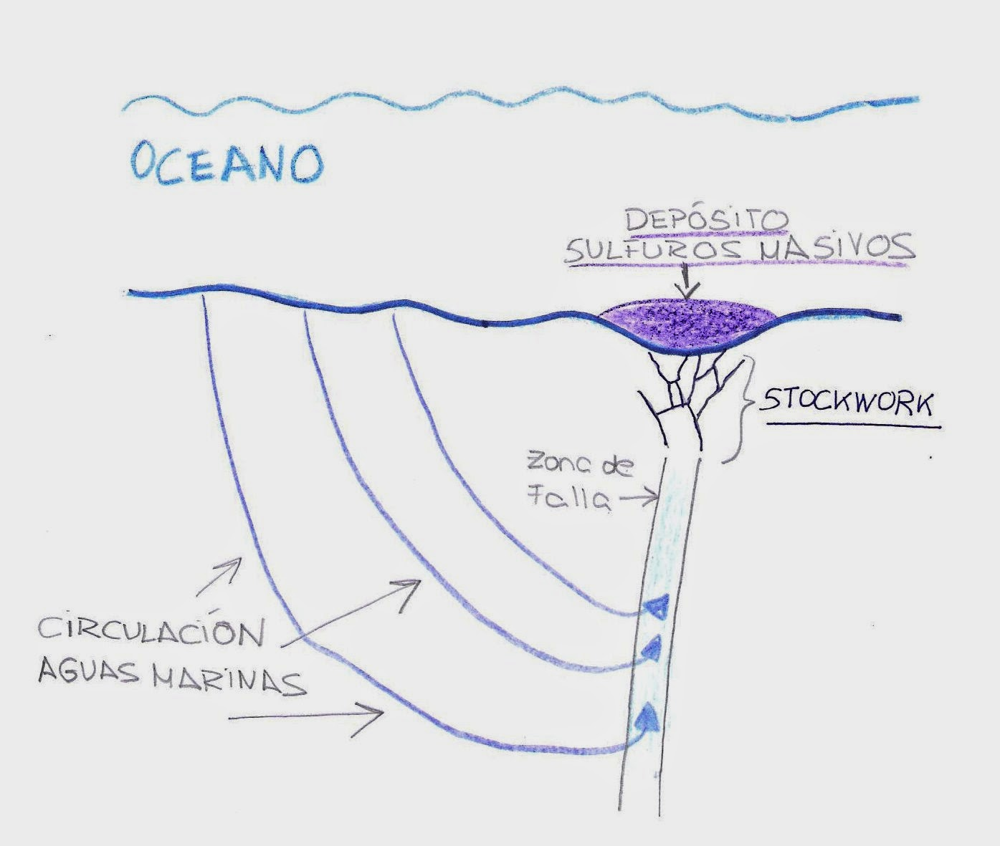 OCEANO
DEPÓSITO
SULFUROS MASiVOS
STOCKWORK
Zona de
Falla
CiRCULACIÓN
AGUAS MARiNAS